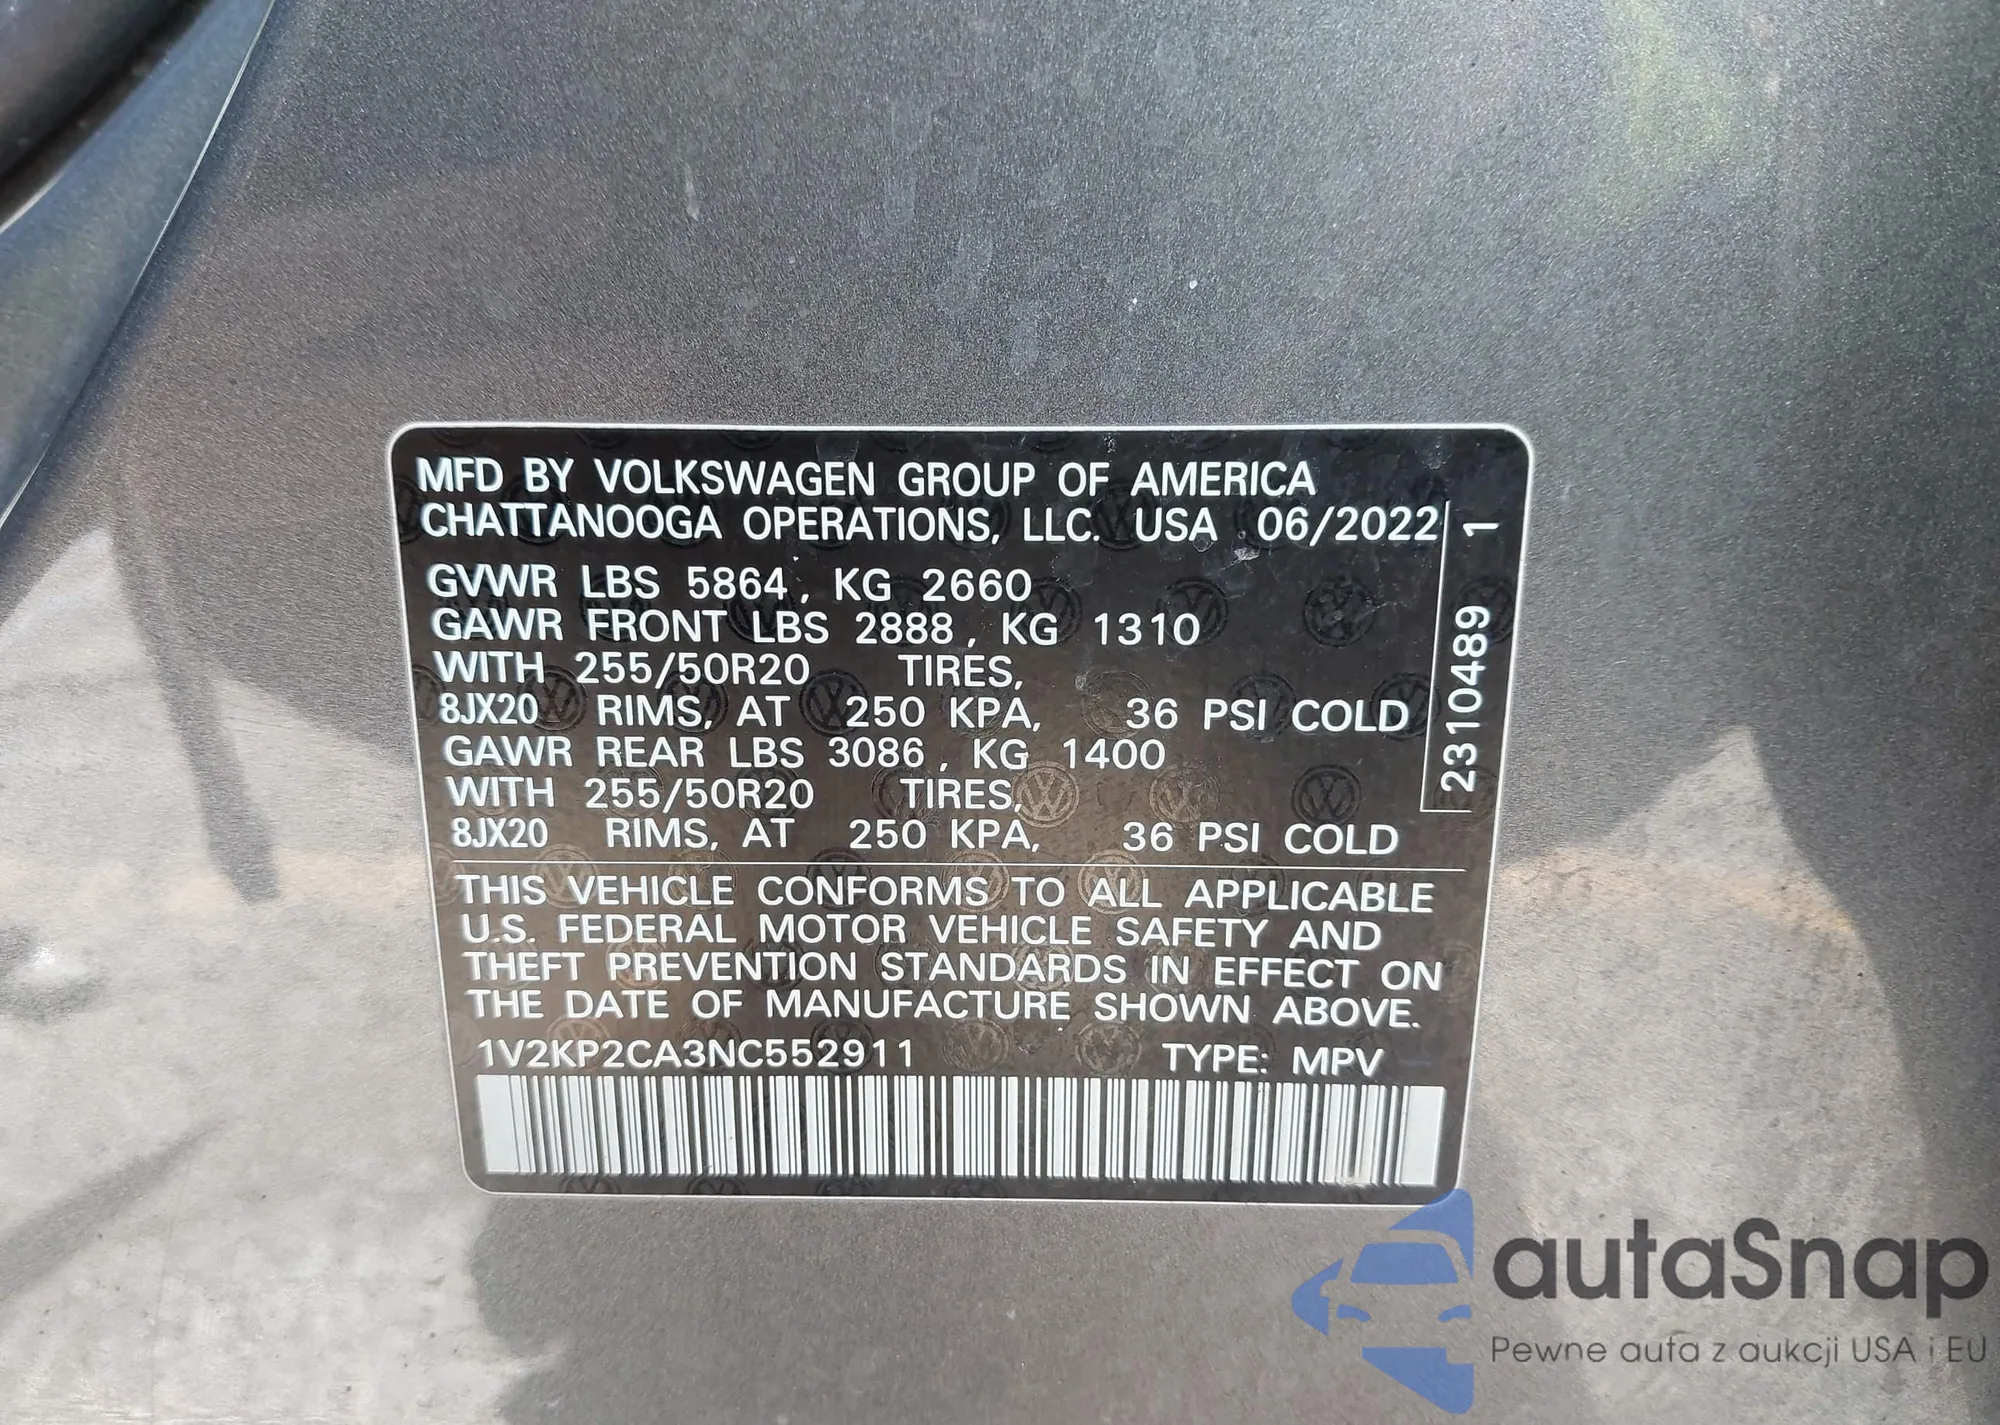 MFD BY VOLKSWAGEN GROUP OF AMERICA
CHATTANOOGA OPERATIONS, LLC. USA 06/2022
GVWR LBS 5864, KG 2660
GAWR FRONT LBS 2888, KG 1310
WITH 255/50R20 TIRES,
8JX20 RIMS, AT 250 KPA, 36 PSI COLD
GAWR REAR LBS 3086, KG 1400
WITH 255/50R20 TIRES,
8JX20 RIMS, AT 250 KPA, 36 PSI COLD
2310489 1
THIS VEHICLE CONFORMS TO ALL APPLICABLE
U.S. FEDERAL MOTOR VEHICLE SAFETY AND
THEFT PREVENTION STANDARDS IN EFFECT ON
THE DATE OF MANUFACTURE SHOWN ABOVE.
1V2KP2CA3NC552911 TYPE: MPV
autaSnap
Pewne auta z aukcji USA i EU